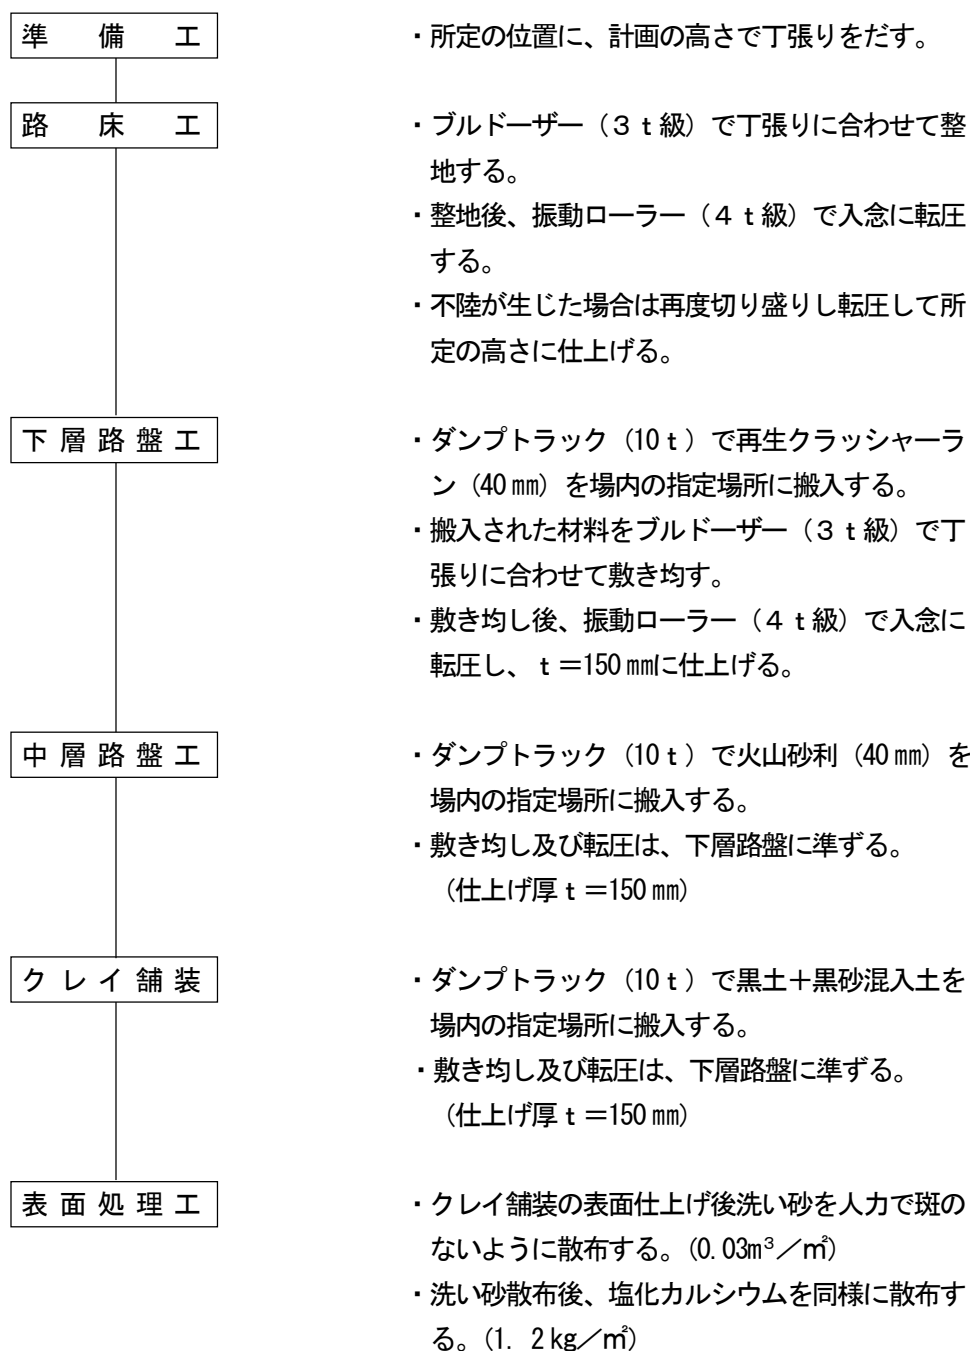 準備工
・所定の位置に、計画の高さで丁張りをだす。
路床工
・ブルドーザー（３ｔ級）で丁張りに合わせて整
地する。
・整地後、振動ローラー（４ｔ級）で入念に転圧
する。
・不陸が生じた場合は再度切り盛りし転圧して所
定の高さに仕上げる。
下層路盤工
・ダンプトラック（10ｔ）で再生クラッシャーラ
ン（40㎜）を場内の指定場所に搬入する。
・搬入された材料をブルドーザー（３ｔ級）で丁
張りに合わせて敷き均す。
・敷き均し後、振動ローラー（４ｔ級）で入念に
転圧し、ｔ＝150㎜に仕上げる。
中層路盤工
・ダンプトラック（10ｔ）で火山砂利（40㎜）を
場内の指定場所に搬入する。
・敷き均し及び転圧は、下層路盤に準ずる。
（仕上げ厚ｔ＝150㎜）
クレイ舗装
・ダンプトラック（10ｔ）で黒土＋黒砂混入土を
場内の指定場所に搬入する。
・敷き均し及び転圧は、下層路盤に準ずる。
（仕上げ厚ｔ＝150㎜）
表面処理工
・クレイ舗装の表面仕上げ後洗い砂を人力で斑の
ないように散布する。（0.03m³／㎡）
・洗い砂散布後、塩化カルシウムを同様に散布す
る。（1. 2㎏／㎡）